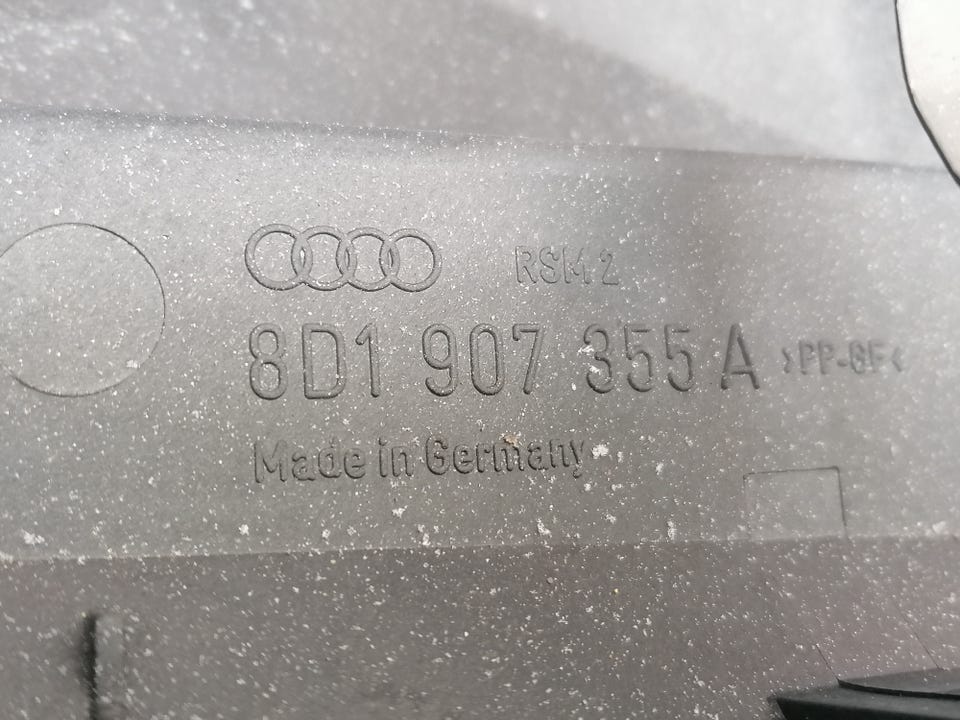 RSM 2
8D1 907 355 A >PP-GF<
Made in Germany